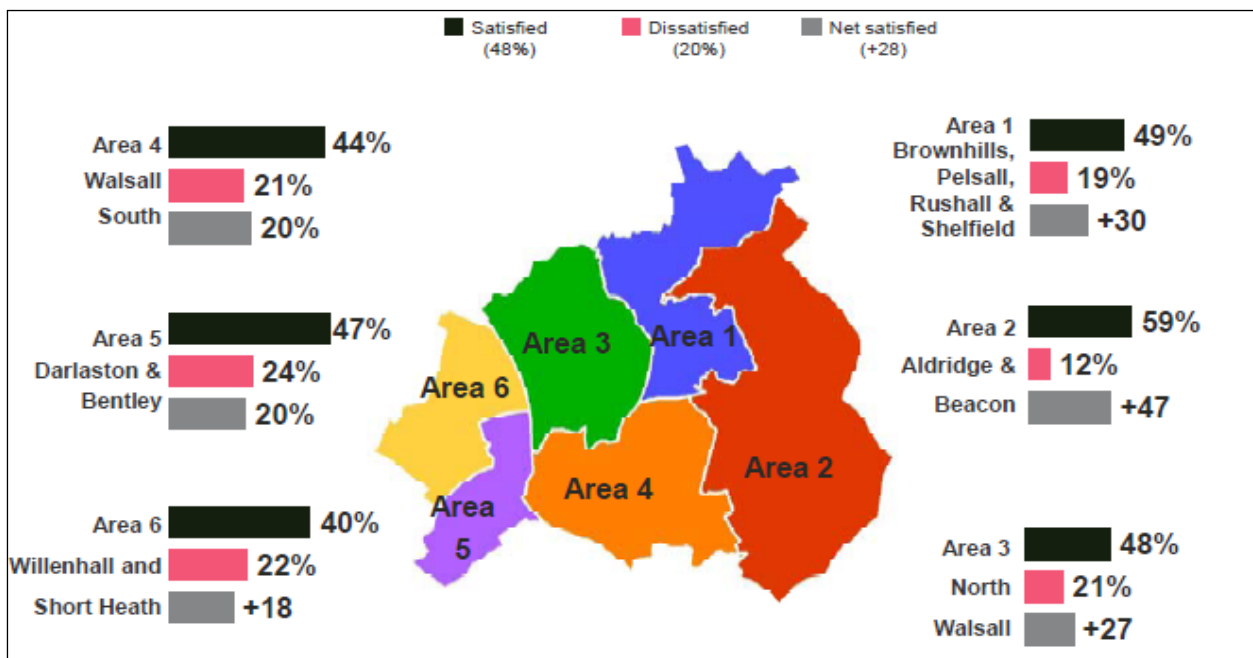 Satisfied
(48%)
Dissatisfied
(20%)
Net satisfied
(+28)
Area 4
Walsall
South
44%
21%
20%
Area 5
Darlaston &
Bentley
47%
24%
20%
Area 6
Willenhall and
Short Heath
40%
22%
+18
Area 3
Area 1
Area 6
Area 4
Area 2
Area
5
Area 1
Brownhills,
Pelsall,
Rushall &
Shelfield
49%
19%
+30
Area 2
Aldridge &
Beacon
59%
12%
+47
Area 3
North
Walsall
48%
21%
+27